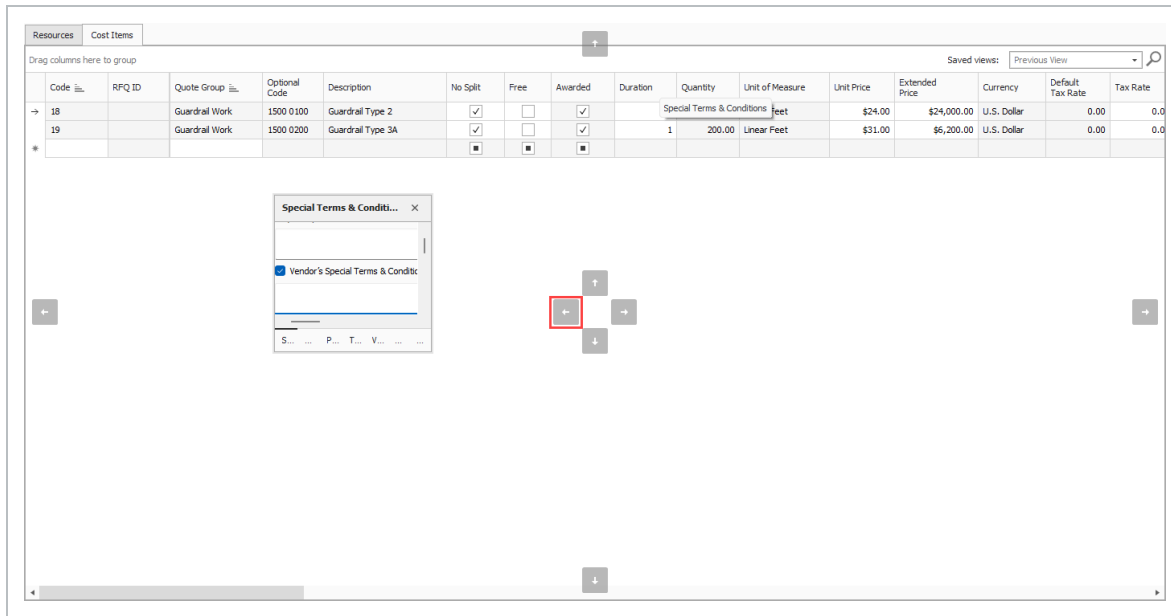 Resources Cost Items
Drag columns here to group Saved views: Previous View
Code RFQ ID Quote Group Optional Code Description No Split Free Awarded Duration Quantity Unit of Measure Unit Price Extended Price Currency Default Tax Rate Tax Rate
18 Guardrail Work 1500 0100 Guardrail Type 2 Feet $24.00 $24,000.00 U.S. Dollar 0.00 0.0
Special Terms & Conditions
19 Guardrail Work 1500 0200 Guardrail Type 3A 1 200.00 Linear Feet $31.00 $6,200.00 U.S. Dollar 0.00 0.0
Special Terms & Conditi...
Vendor's Special Terms & Conditic
S... ... P... T... V... ... ...